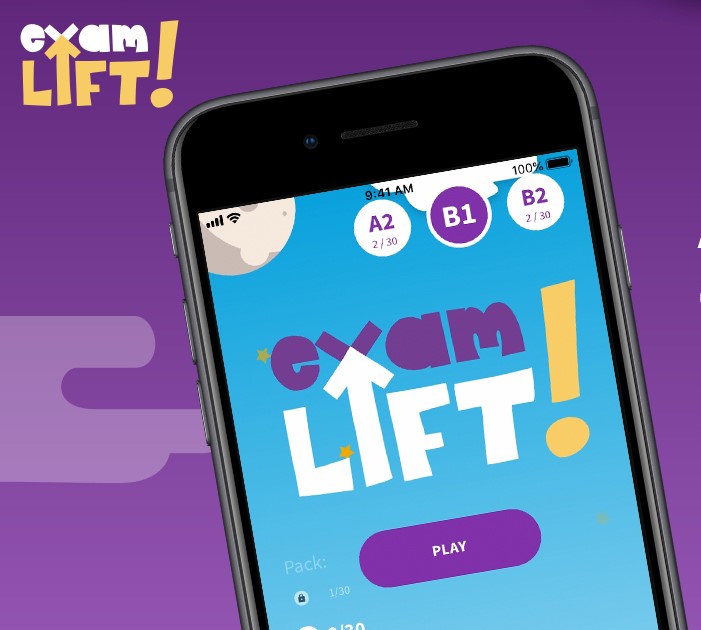 exam
LIFT!
9:41 AM
100%
A2
2 / 30
B1
B2
2 / 30
exam
LIFT!
PLAY
Pack:
1/30